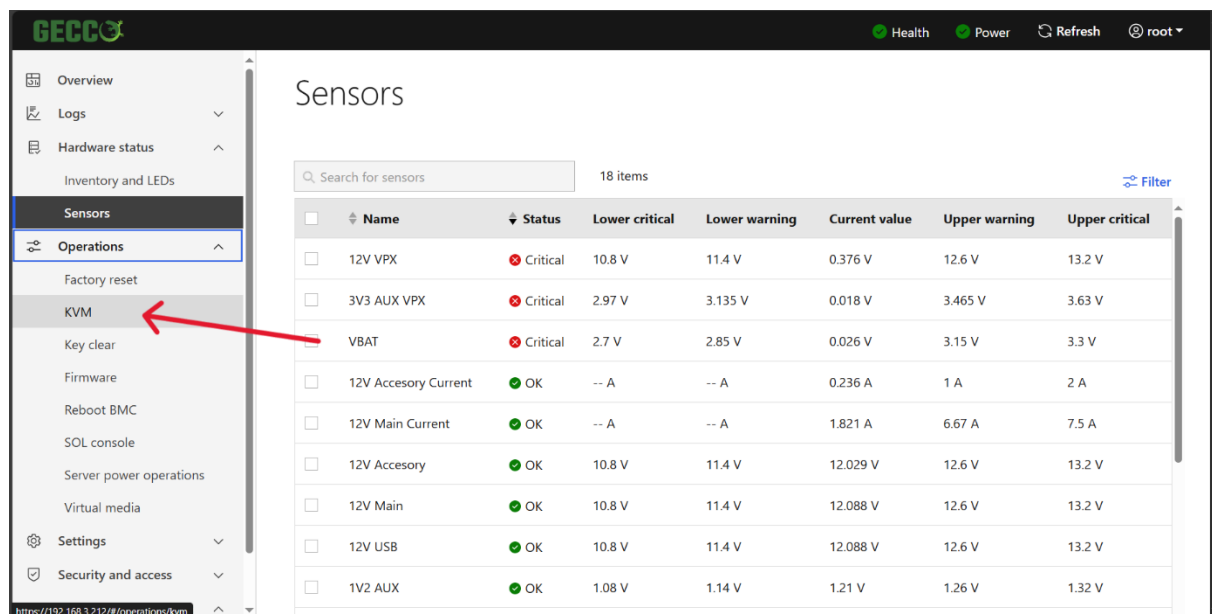 GECCO
Health Power Refresh root
Overview
Logs
Hardware status
Inventory and LEDs
Sensors
Operations
Factory reset
KVM
Key clear
Firmware
Reboot BMC
SOL console
Server power operations
Virtual media
Settings
Security and access
https://192.168.3.212/#/operations/kvm
Sensors
Search for sensors 18 items Filter
Name Status Lower critical Lower warning Current value Upper warning Upper critical
12V VPX Critical 10.8 V 11.4 V 0.376 V 12.6 V 13.2 V
3V3 AUX VPX Critical 2.97 V 3.135 V 0.018 V 3.465 V 3.63 V
VBAT Critical 2.7 V 2.85 V 0.026 V 3.15 V 3.3 V
12V Accesory Current OK -- A -- A 0.236 A 1 A 2 A
12V Main Current OK -- A -- A 1.821 A 6.67 A 7.5 A
12V Accesory OK 10.8 V 11.4 V 12.029 V 12.6 V 13.2 V
12V Main OK 10.8 V 11.4 V 12.088 V 12.6 V 13.2 V
12V USB OK 10.8 V 11.4 V 12.088 V 12.6 V 13.2 V
1V2 AUX OK 1.08 V 1.14 V 1.21 V 1.26 V 1.32 V